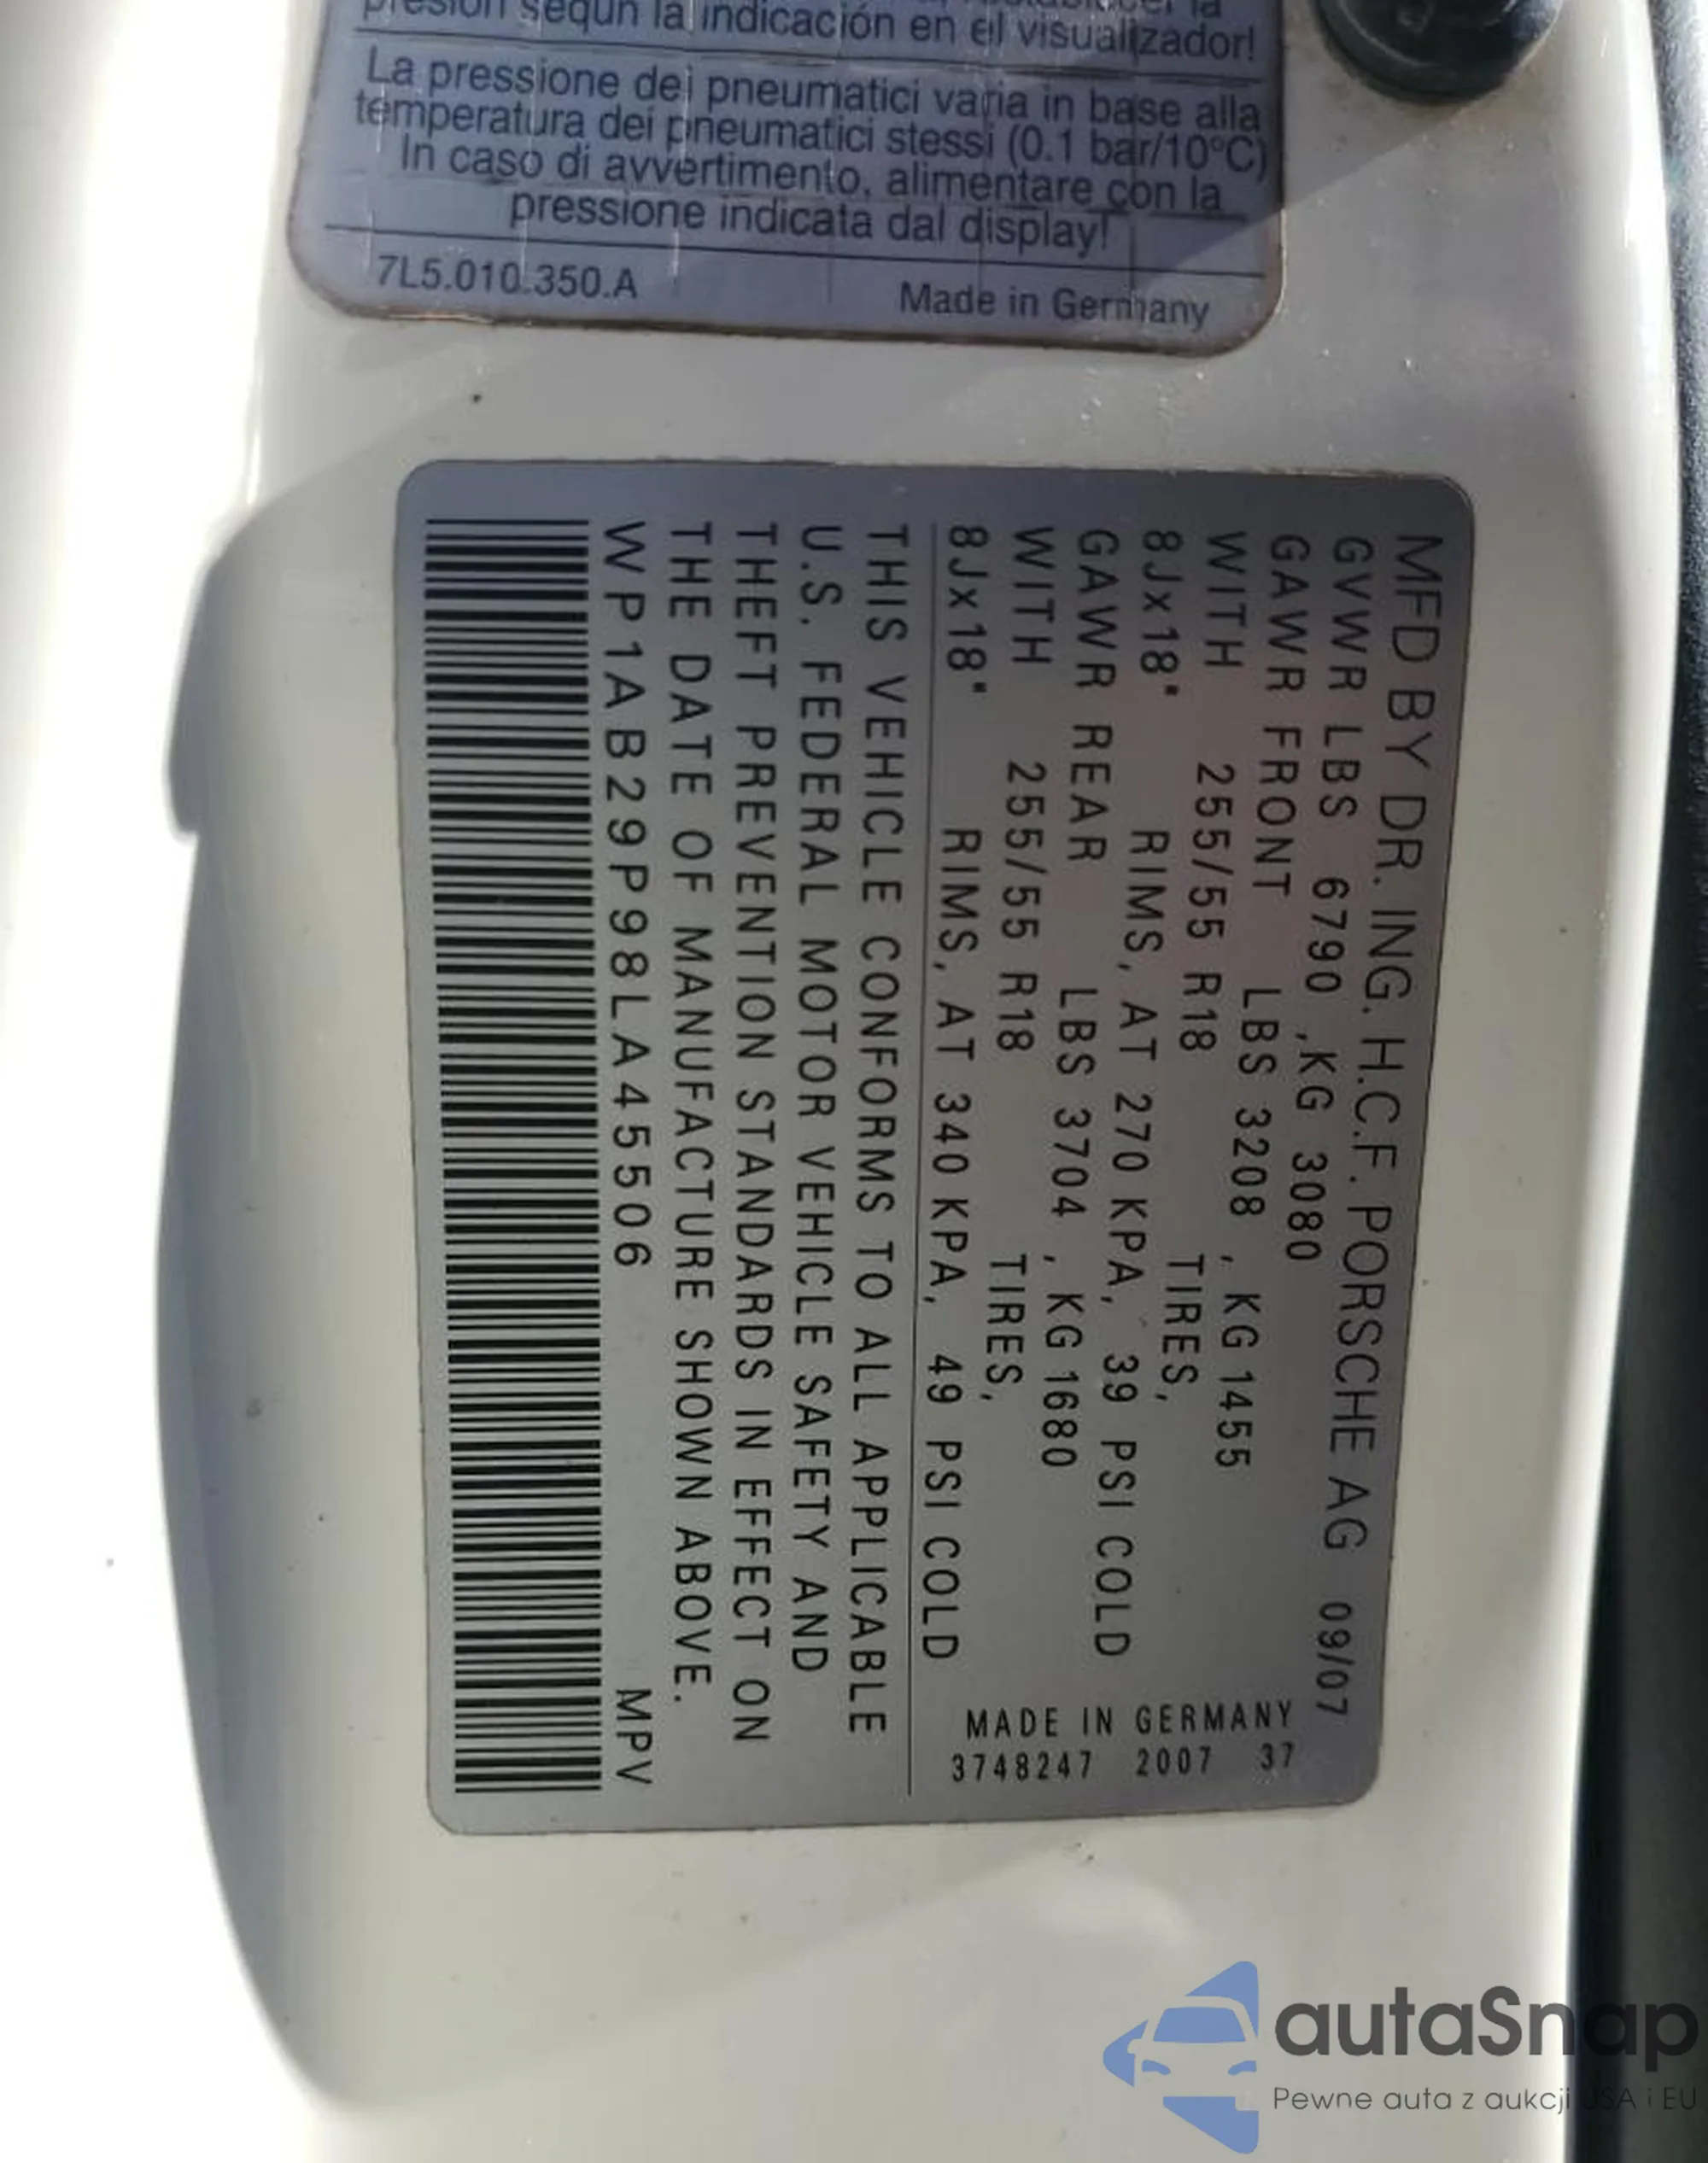 presión según la indicación en el visualizador!
La pressione dei pneumatici varia in base alla
temperatura dei pneumatici stessi (0.1 bar/10°C)
In caso di avvertimento, alimentare con la
pressione indicata dal display!
7L5.010.350.A Made in Germany
MFD BY DR. ING. H.C.F. PORSCHE AG 09/07
GVWR LBS 6790 ,KG 3080
GAWR FRONT LBS 3208 , KG 1455
WITH 255/55 R18 TIRES,
8Jx18" RIMS, AT 270 KPA, 39 PSI COLD
GAWR REAR LBS 3704 , KG 1680
WITH 255/55 R18 TIRES,
8Jx18" RIMS, AT 340 KPA, 49 PSI COLD
MADE IN GERMANY
3748247 2007 37
THIS VEHICLE CONFORMS TO ALL APPLICABLE
U.S. FEDERAL MOTOR VEHICLE SAFETY AND
THEFT PREVENTION STANDARDS IN EFFECT ON
THE DATE OF MANUFACTURE SHOWN ABOVE.
WP1AB29P98LA45506 MPV
autaSnap
Pewne auta z aukcji USA i EU